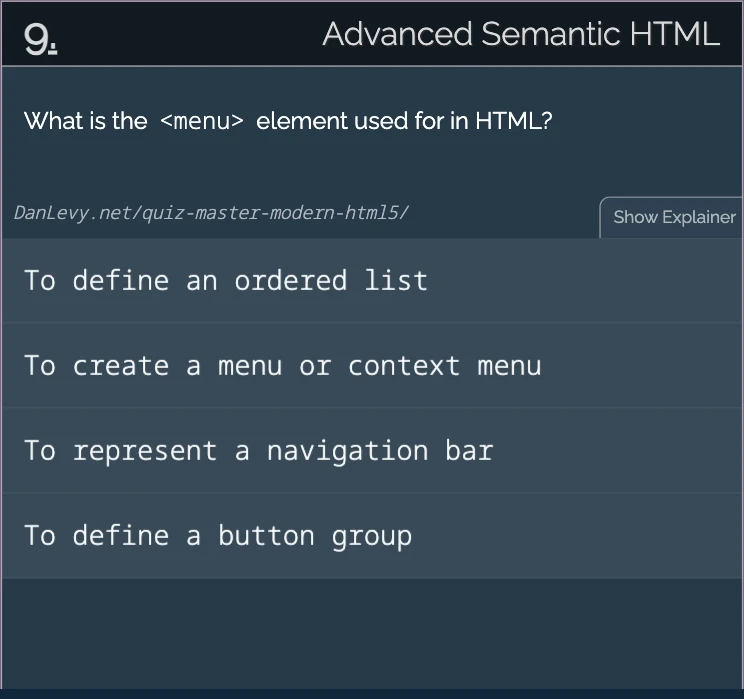 9.
Advanced Semantic HTML
What is the <menu> element used for in HTML?
DanLevy.net/quiz-master-modern-html5/
Show Explainer
To define an ordered list
To create a menu or context menu
To represent a navigation bar
To define a button group